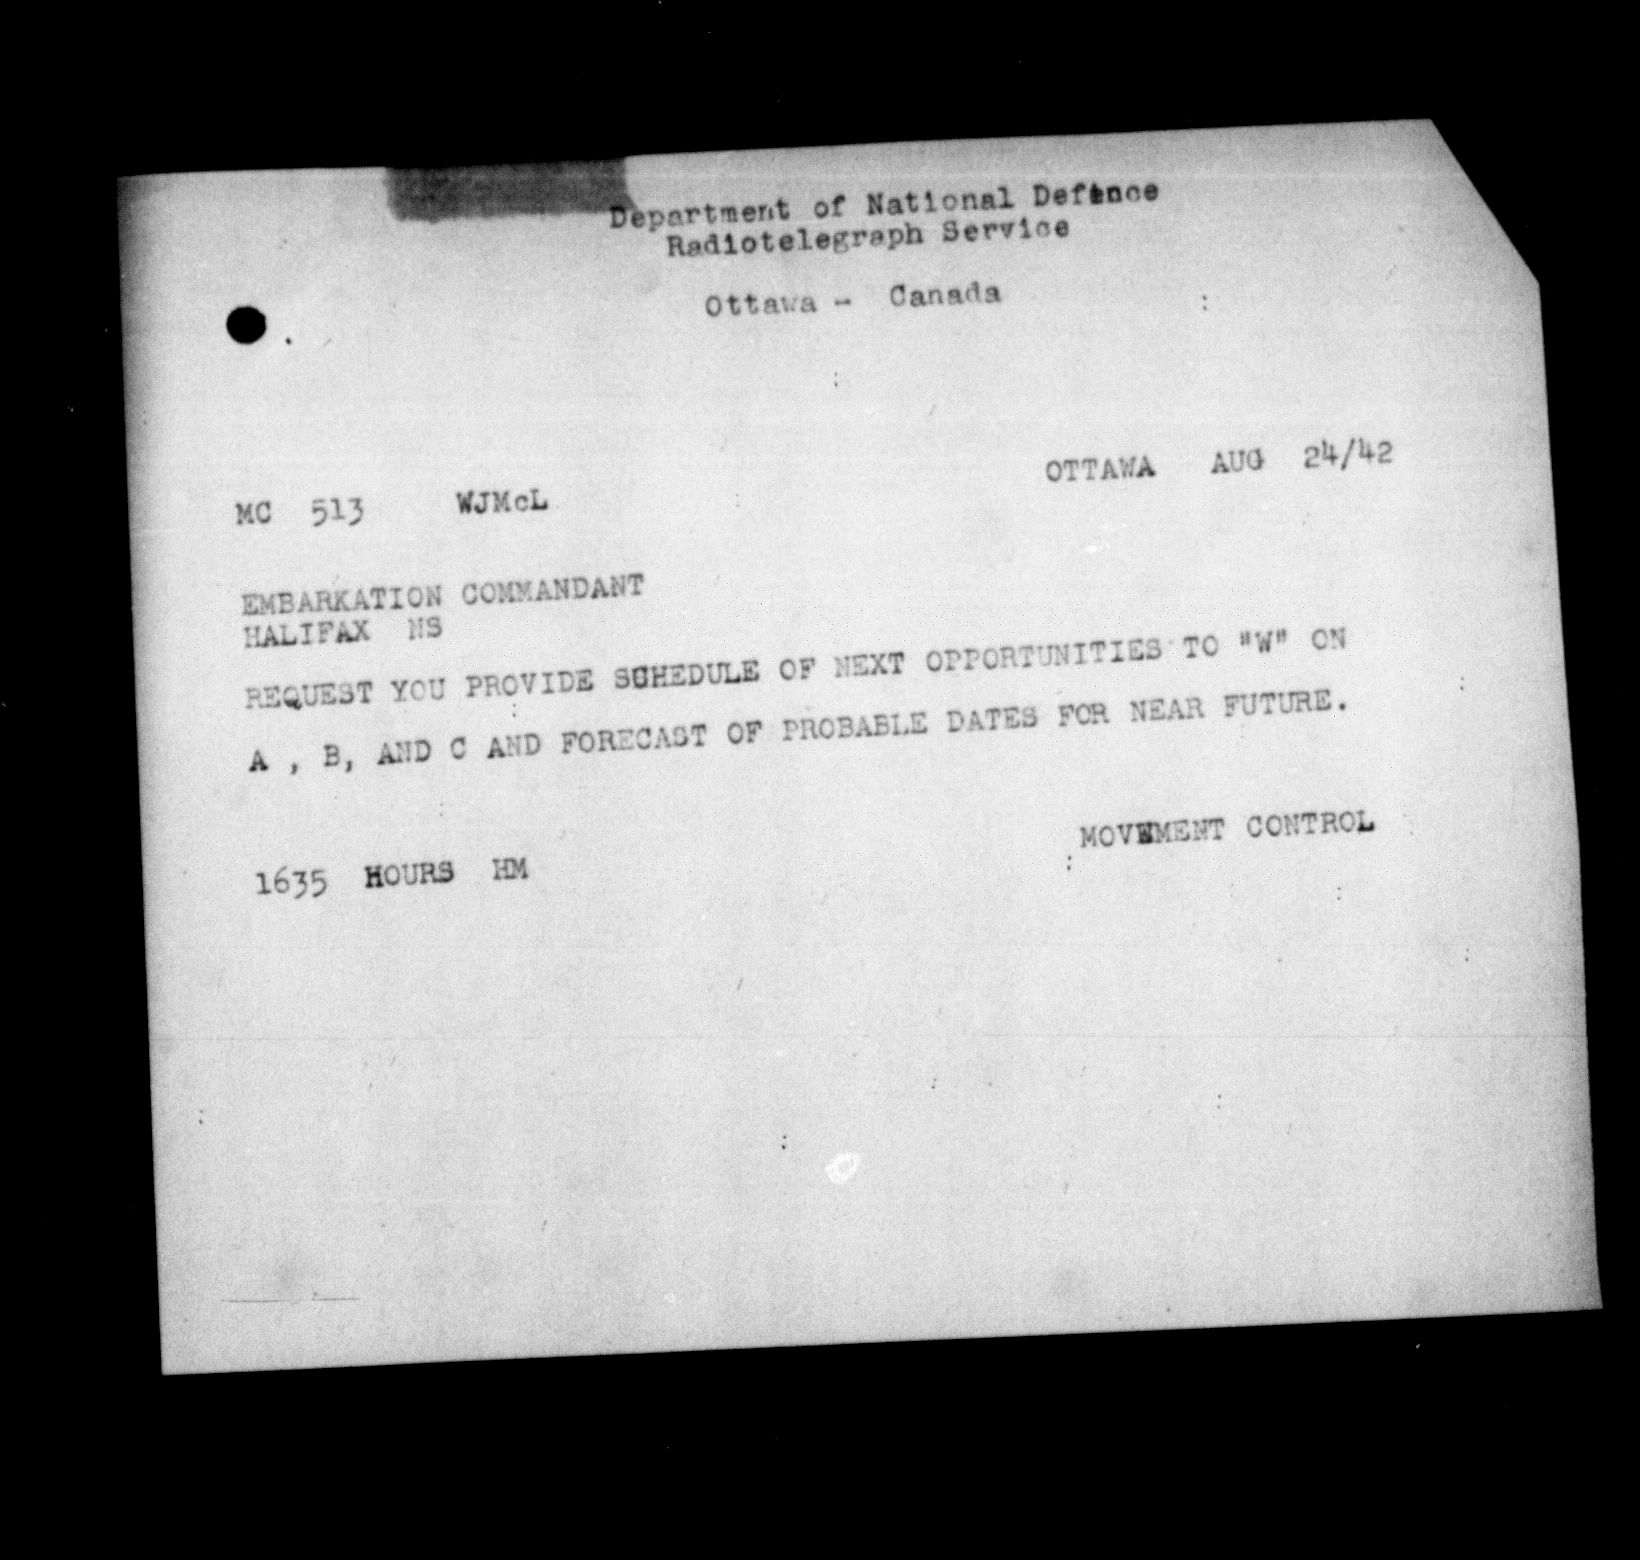 Department of National Defence
Radiotelegraph Service
Ottawa - Canada
OTTAWA AUG 24/42
MC 513 WJMcL
EMBARKATION COMMANDANT
HALIFAX NS
REQUEST YOU PROVIDE SCHEDULE OF NEXT OPPORTUNITIES TO "W" ON
A , B, AND C AND FORECAST OF PROBABLE DATES FOR NEAR FUTURE.
MOVEMENT CONTROL
1635 HOURS HM